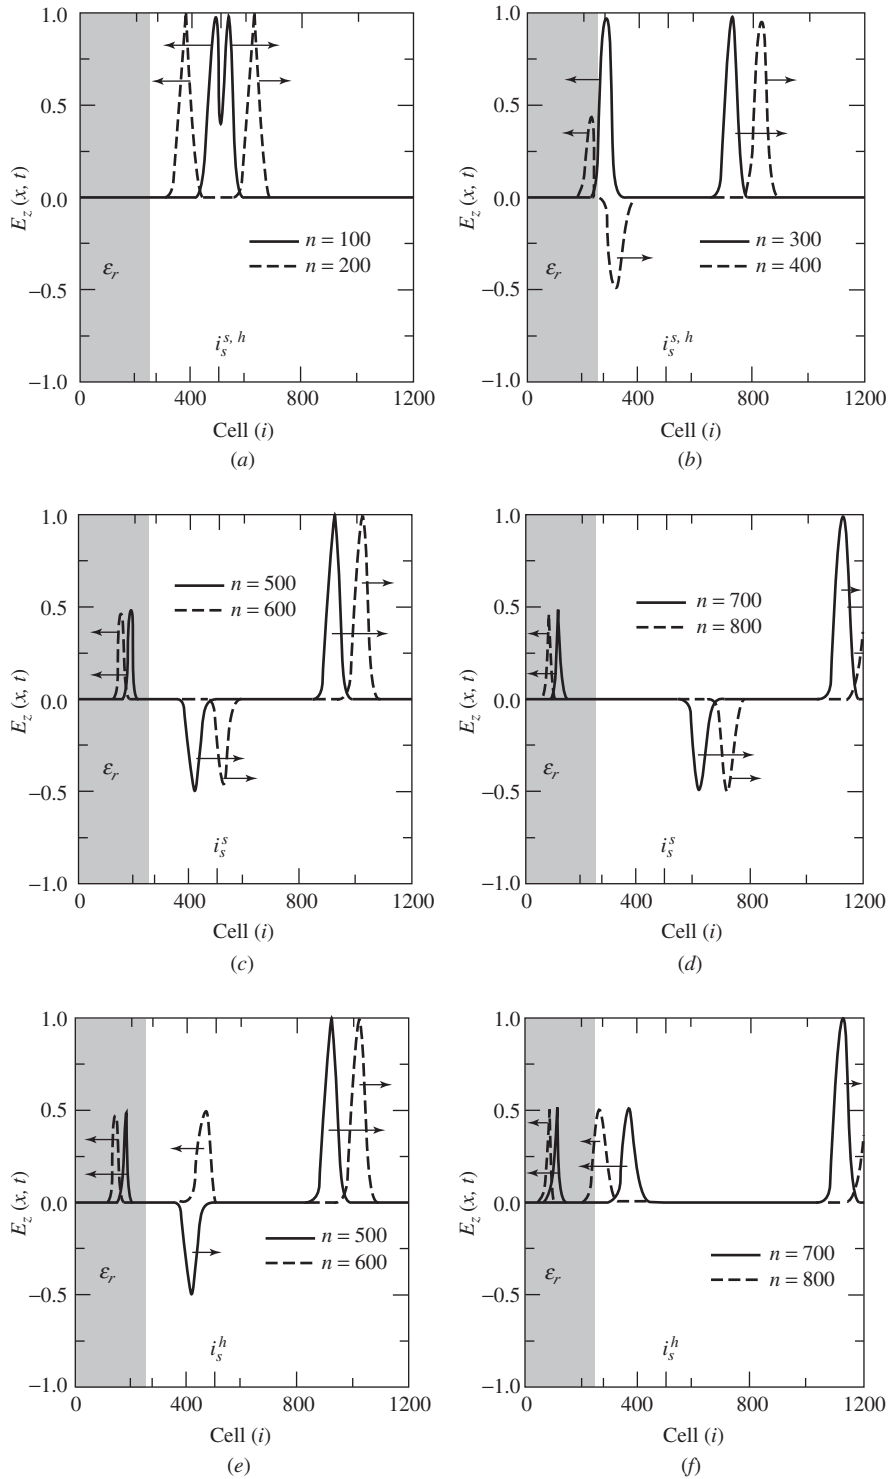 1.0
0.5
0.0
−0.5
−1.0
E_z (x, t)
ε_r
n = 100
n = 200
i_s^{s, h}
0 400 800 1200
Cell (i)
(a)
1.0
0.5
0.0
−0.5
−1.0
E_z (x, t)
ε_r
n = 300
n = 400
i_s^{s, h}
0 400 800 1200
Cell (i)
(b)
1.0
0.5
0.0
−0.5
−1.0
E_z (x, t)
n = 500
n = 600
ε_r
i_s^s
0 400 800 1200
Cell (i)
(c)
1.0
0.5
0.0
−0.5
−1.0
E_z (x, t)
n = 700
n = 800
ε_r
i_s^s
0 400 800 1200
Cell (i)
(d)
1.0
0.5
0.0
−0.5
−1.0
E_z (x, t)
n = 500
n = 600
ε_r
i_s^h
0 400 800 1200
Cell (i)
(e)
1.0
0.5
0.0
−0.5
−1.0
E_z (x, t)
n = 700
n = 800
ε_r
i_s^h
0 400 800 1200
Cell (i)
(f)